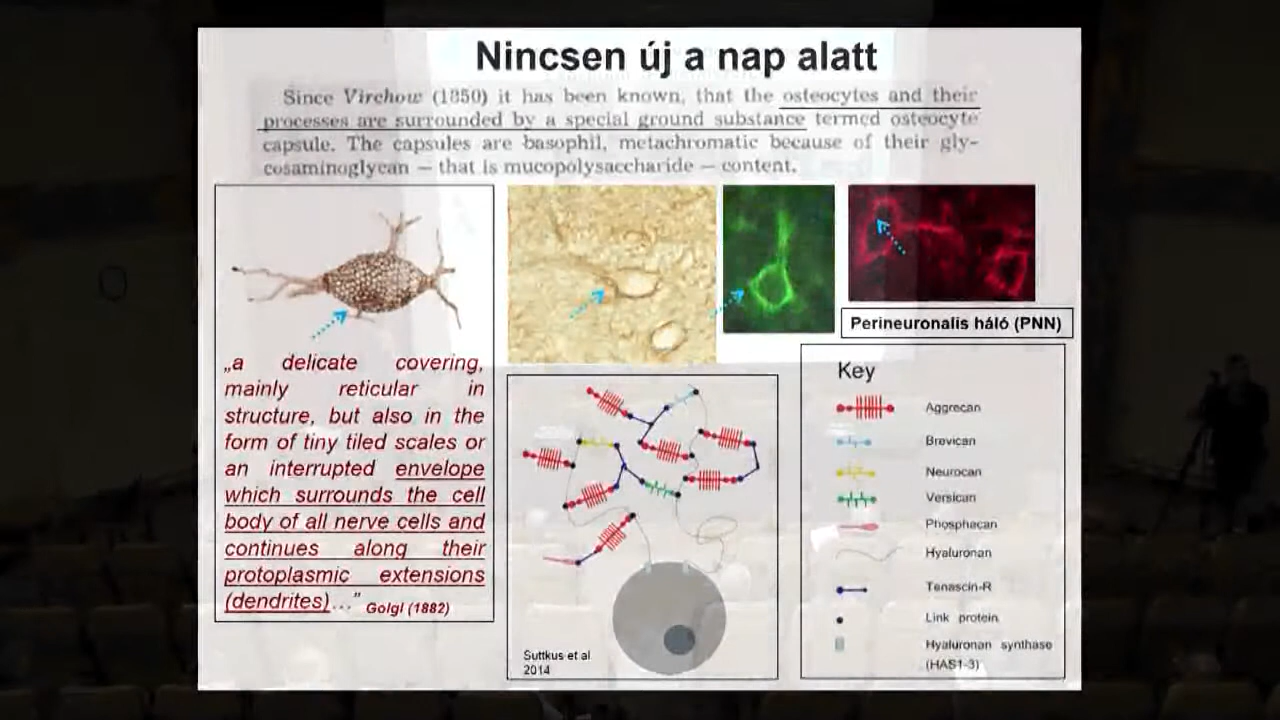 Nincsen új a nap alatt
Since Virchow (1850) it has been known, that the osteocytes and their
processes are surrounded by a special ground substance termed osteocyte
capsule. The capsules are basophil, metachromatic because of their gly-
cosaminoglycan — that is mucopolysaccharide — content.
Perineuronalis háló (PNN)
„a delicate covering,
mainly reticular in
structure, but also in the
form of tiny tiled scales or
an interrupted envelope
which surrounds the cell
body of all nerve cells and
continues along their
protoplasmic extensions
(dendrites)…” Golgi (1882)
Suttkus et al
2014
Key
Aggrecan
Brevican
Neurocan
Versican
Phosphacan
Hyaluronan
Tenascin-R
Link protein
Hyaluronan synthase
(HAS1-3)